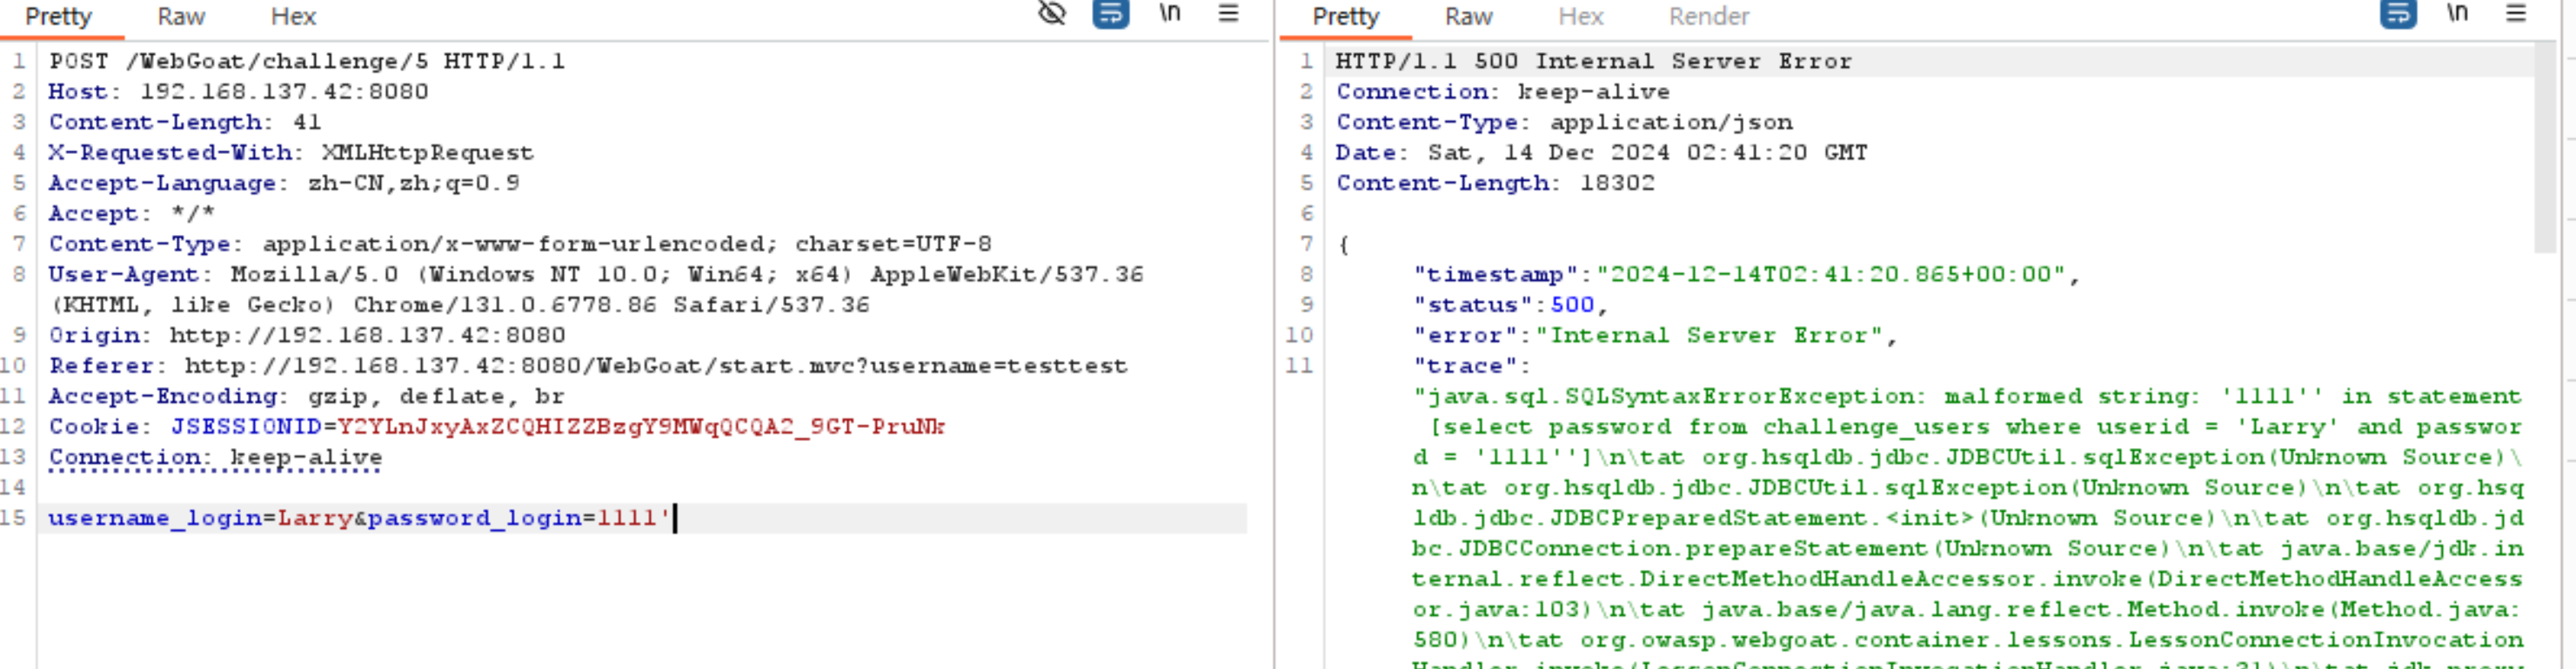 Pretty Raw Hex \n
1 POST /WebGoat/challenge/5 HTTP/1.1
2 Host: 192.168.137.42:8080
3 Content-Length: 41
4 X-Requested-With: XMLHttpRequest
5 Accept-Language: zh-CN,zh;q=0.9
6 Accept: */*
7 Content-Type: application/x-www-form-urlencoded; charset=UTF-8
8 User-Agent: Mozilla/5.0 (Windows NT 10.0; Win64; x64) AppleWebKit/537.36
(KHTML, like Gecko) Chrome/131.0.6778.86 Safari/537.36
9 Origin: http://192.168.137.42:8080
10 Referer: http://192.168.137.42:8080/WebGoat/start.mvc?username=testtest
11 Accept-Encoding: gzip, deflate, br
12 Cookie: JSESSIONID=Y2YLnJxyAxZCQHIZZBzgY9MWqQCQA2_9GT-PruNk
13 Connection: keep-alive
14
15 username_login=Larry&password_login=1111'
Pretty Raw Hex Render \n
1 HTTP/1.1 500 Internal Server Error
2 Connection: keep-alive
3 Content-Type: application/json
4 Date: Sat, 14 Dec 2024 02:41:20 GMT
5 Content-Length: 18302
6
7 {
8 "timestamp":"2024-12-14T02:41:20.865+00:00",
9 "status":500,
10 "error":"Internal Server Error",
11 "trace":
"java.sql.SQLSyntaxErrorException: malformed string: '1111'' in statement
[select password from challenge_users where userid = 'Larry' and passwor
d = '1111'']\n\tat org.hsqldb.jdbc.JDBCUtil.sqlException(Unknown Source)\
n\tat org.hsqldb.jdbc.JDBCUtil.sqlException(Unknown Source)\n\tat org.hsq
ldb.jdbc.JDBCPreparedStatement.<init>(Unknown Source)\n\tat org.hsqldb.jd
bc.JDBCConnection.prepareStatement(Unknown Source)\n\tat java.base/jdk.in
ternal.reflect.DirectMethodHandleAccessor.invoke(DirectMethodHandleAccess
or.java:103)\n\tat java.base/java.lang.reflect.Method.invoke(Method.java:
580)\n\tat org.owasp.webgoat.container.lessons.LessonConnectionInvocation